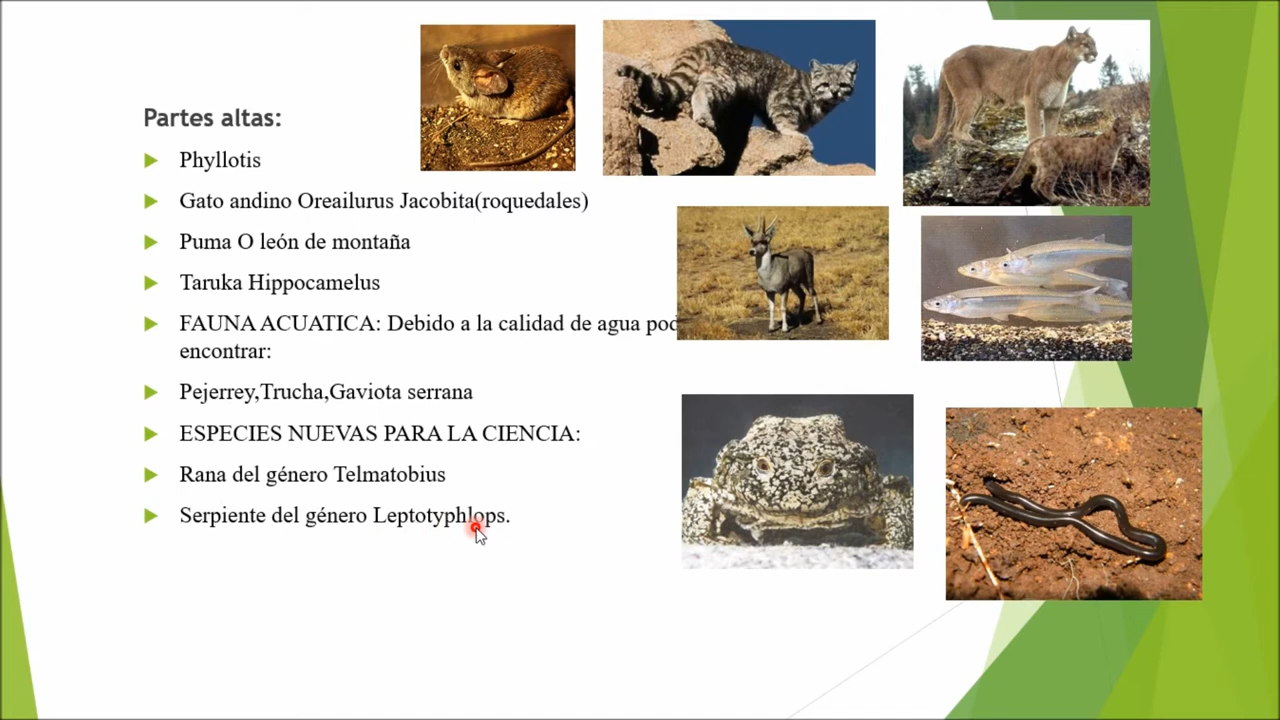 Partes altas:
Phyllotis
Gato andino Oreailurus Jacobita(roquedales)
Puma O león de montaña
Taruka Hippocamelus
FAUNA ACUATICA: Debido a la calidad de agua
encontrar:
Pejerrey,Trucha,Gaviota serrana
ESPECIES NUEVAS PARA LA CIENCIA:
Rana del género Telmatobius
Serpiente del género Leptotyphlops.